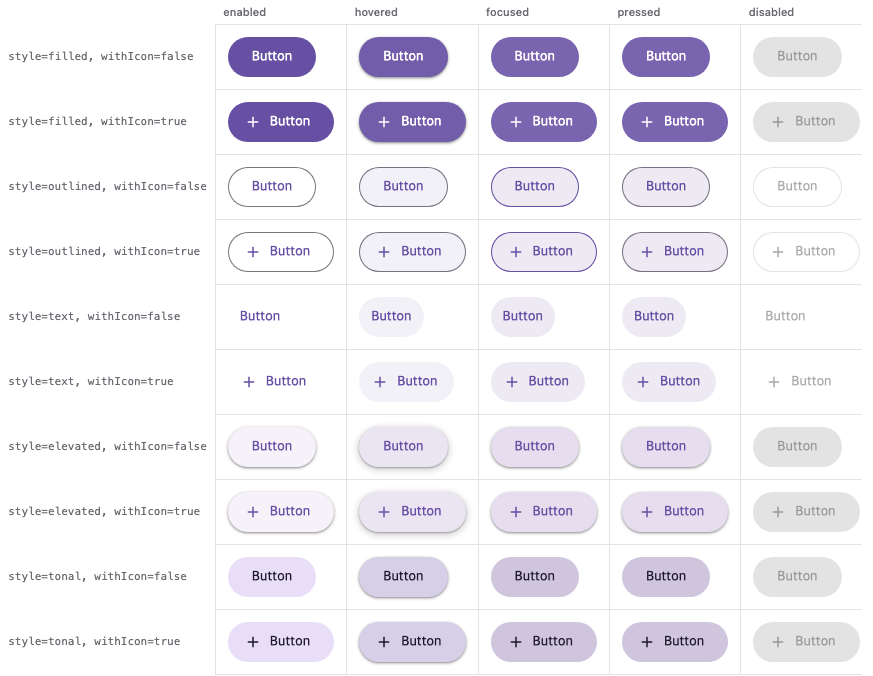 enabled hovered focused pressed disabled
style=filled, withIcon=false Button Button Button Button Button
style=filled, withIcon=true + Button + Button + Button + Button + Button
style=outlined, withIcon=false Button Button Button Button Button
style=outlined, withIcon=true + Button + Button + Button + Button + Button
style=text, withIcon=false Button Button Button Button Button
style=text, withIcon=true + Button + Button + Button + Button + Button
style=elevated, withIcon=false Button Button Button Button Button
style=elevated, withIcon=true + Button + Button + Button + Button + Button
style=tonal, withIcon=false Button Button Button Button Button
style=tonal, withIcon=true + Button + Button + Button + Button + Button